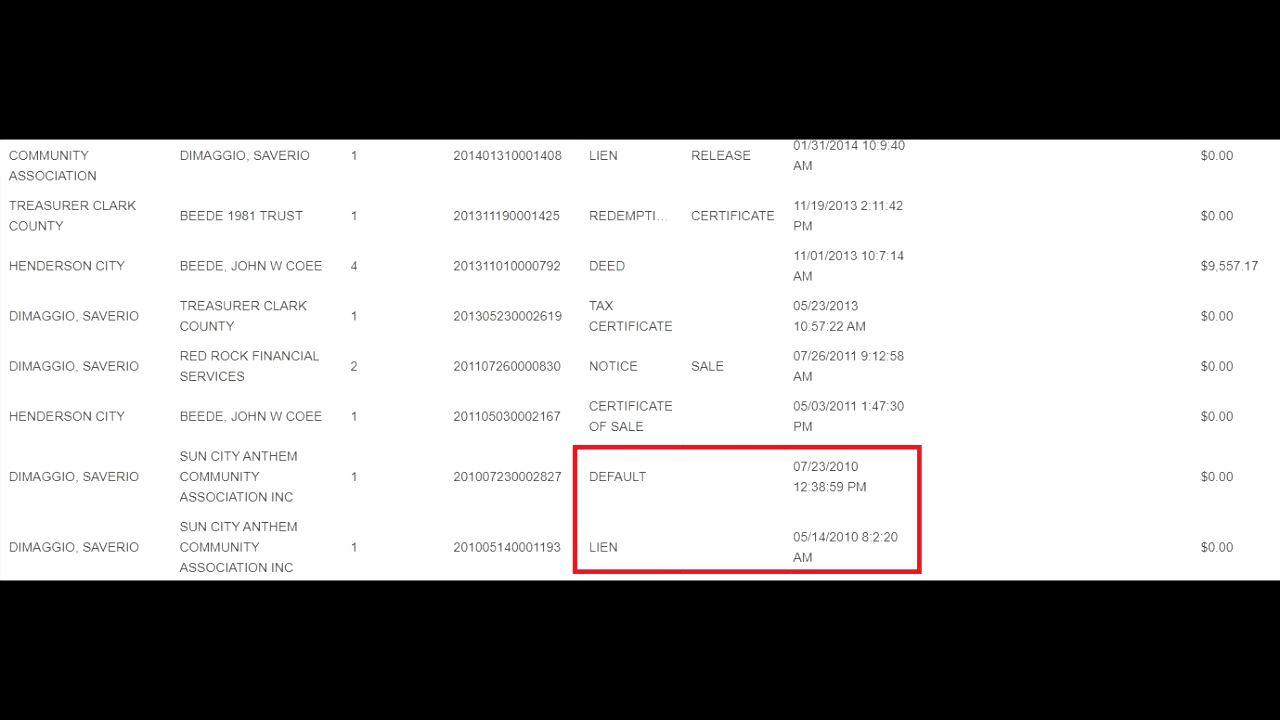 COMMUNITY ASSOCIATION DIMAGGIO, SAVERIO 1 201401310001408 LIEN RELEASE 01/31/2014 10:9:40 AM $0.00
TREASURER CLARK COUNTY BEEDE 1981 TRUST 1 201311190001425 REDEMPTI... CERTIFICATE 11/19/2013 2:11:42 PM $0.00
HENDERSON CITY BEEDE, JOHN W COEE 4 201311010000792 DEED 11/01/2013 10:7:14 AM $9,557.17
DIMAGGIO, SAVERIO TREASURER CLARK COUNTY 1 201305230002619 TAX CERTIFICATE 05/23/2013 10:57:22 AM $0.00
DIMAGGIO, SAVERIO RED ROCK FINANCIAL SERVICES 2 201107260000830 NOTICE SALE 07/26/2011 9:12:58 AM $0.00
HENDERSON CITY BEEDE, JOHN W COEE 1 201105030002167 CERTIFICATE OF SALE 05/03/2011 1:47:30 PM $0.00
DIMAGGIO, SAVERIO SUN CITY ANTHEM COMMUNITY ASSOCIATION INC 1 201007230002827 DEFAULT 07/23/2010 12:38:59 PM $0.00
DIMAGGIO, SAVERIO SUN CITY ANTHEM COMMUNITY ASSOCIATION INC 1 201005140001193 LIEN 05/14/2010 8:2:20 AM $0.00